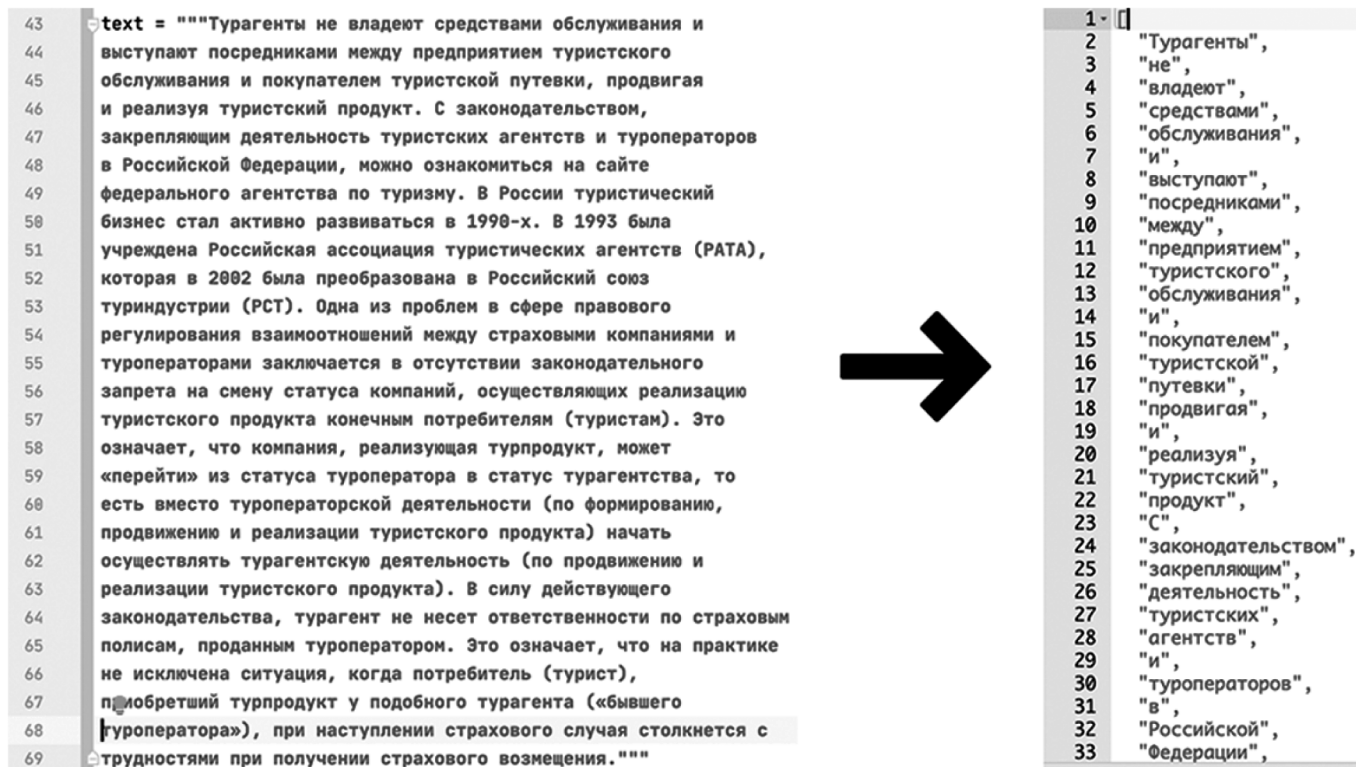 43 text = """Турагенты не владеют средствами обслуживания и
44 выступают посредниками между предприятием туристского
45 обслуживания и покупателем туристской путевки, продвигая
46 и реализуя туристский продукт. С законодательством,
47 закрепляющим деятельность туристских агентств и туроператоров
48 в Российской Федерации, можно ознакомиться на сайте
49 федерального агентства по туризму. В России туристический
50 бизнес стал активно развиваться в 1990-х. В 1993 была
51 учреждена Российская ассоциация туристических агентств (РАТА),
52 которая в 2002 была преобразована в Российский союз
53 туриндустрии (РСТ). Одна из проблем в сфере правового
54 регулирования взаимоотношений между страховыми компаниями и
55 туроператорами заключается в отсутствии законодательного
56 запрета на смену статуса компаний, осуществляющих реализацию
57 туристского продукта конечным потребителям (туристам). Это
58 означает, что компания, реализующая турпродукт, может
59 «перейти» из статуса туроператора в статус турагентства, то
60 есть вместо туроператорской деятельности (по формированию,
61 продвижению и реализации туристского продукта) начать
62 осуществлять турагентскую деятельность (по продвижению и
63 реализации туристского продукта). В силу действующего
64 законодательства, турагент не несет ответственности по страховым
65 полисам, проданным туроператором. Это означает, что на практике
66 не исключена ситуация, когда потребитель (турист),
67 приобретший турпродукт у подобного турагента («бывшего
68 туроператора»), при наступлении страхового случая столкнется с
69 трудностями при получении страхового возмещения."""
1 [
2 "Турагенты",
3 "не",
4 "владеют",
5 "средствами",
6 "обслуживания",
7 "и",
8 "выступают",
9 "посредниками",
10 "между",
11 "предприятием",
12 "туристского",
13 "обслуживания",
14 "и",
15 "покупателем",
16 "туристской",
17 "путевки",
18 "продвигая",
19 "и",
20 "реализуя",
21 "туристский",
22 "продукт",
23 "С",
24 "законодательством",
25 "закрепляющим",
26 "деятельность",
27 "туристских",
28 "агентств",
29 "и",
30 "туроператоров",
31 "в",
32 "Российской",
33 "Федерации",